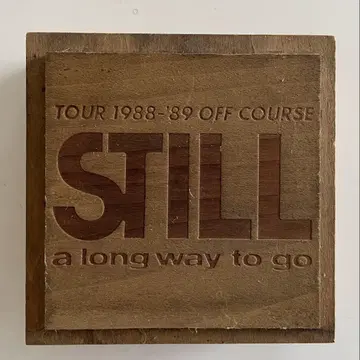 TOUR 1988-'89 OFF COURSE
STILL
a long way to go